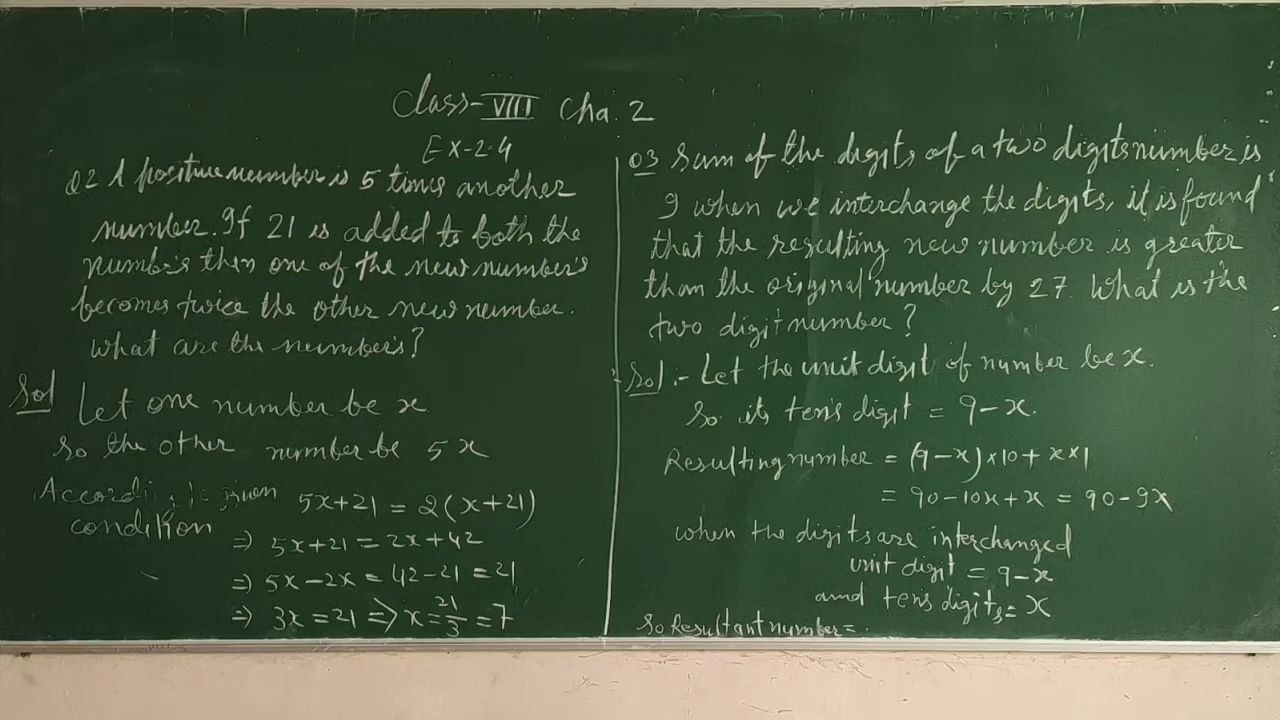 Class-VIII Cha. 2
Ex-2.4
Q2 A positive number is 5 times another
number. If 21 is added to both the
number's then one of the new number's
becomes twice the other new number.
what are the number's?
Sol Let one number be x.
So the other number be 5x
According given
condition 5x+21=2(x+21)
⇒ 5x+21=2x+42
⇒ 5x-2x=42-21=21
⇒ 3x=21 ⇒ x=21/3=7
Q3 Sum of the digits of a two digits number is
9 when we interchange the digits, it is found
that the resulting new number is greater
than the original number by 27. What is the
two digit number?
Sol:- Let the unit digit of number be x.
So its ten's digit = 9-x.
Resulting number = (9-x)×10+x×1
= 90-10x+x = 90-9x
when the digits are interchanged
unit digit = 9-x
and ten's digits= x
So Resultant number=